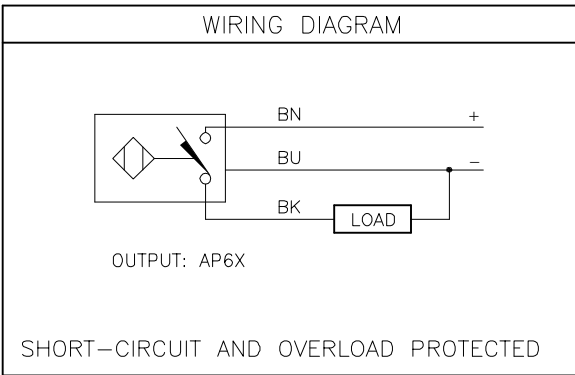 WIRING DIAGRAM
BN +
BU −
BK LOAD
OUTPUT: AP6X
SHORT−CIRCUIT AND OVERLOAD PROTECTED